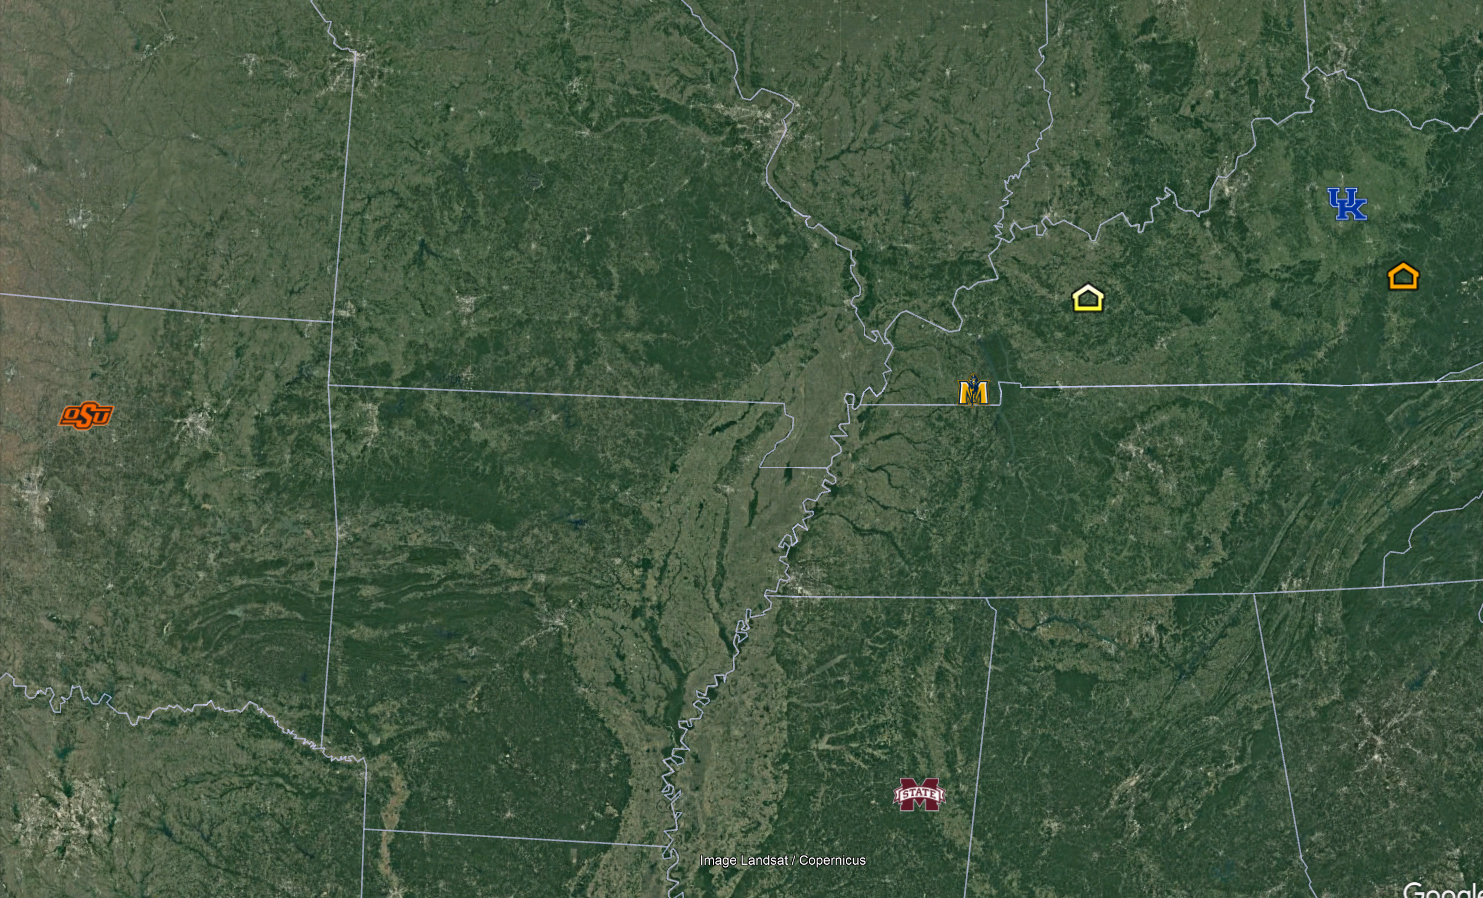 UK
OSU
M
M
STATE
Image Landsat / Copernicus
Google